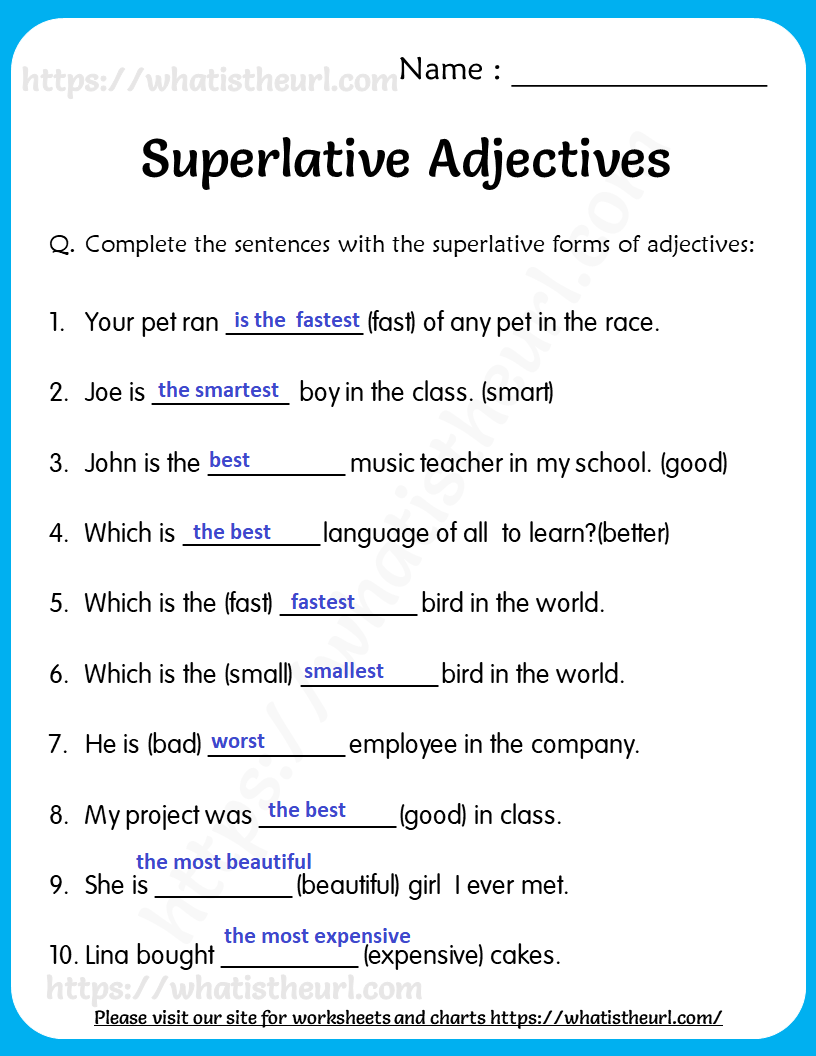 https://whatistheurl.com Name : ____________
Superlative Adjectives
Q. Complete the sentences with the superlative forms of adjectives:
1. Your pet ran is the fastest (fast) of any pet in the race.
2. Joe is the smartest boy in the class. (smart)
3. John is the best music teacher in my school. (good)
4. Which is the best language of all to learn?(better)
5. Which is the (fast) fastest bird in the world.
6. Which is the (small) smallest bird in the world.
7. He is (bad) worst employee in the company.
8. My project was the best (good) in class.
9. She is the most beautiful (beautiful) girl I ever met.
10. Lina bought the most expensive (expensive) cakes.
https://whatistheurl.com
Please visit our site for worksheets and charts https://whatistheurl.com/
https://whatistheurl.com